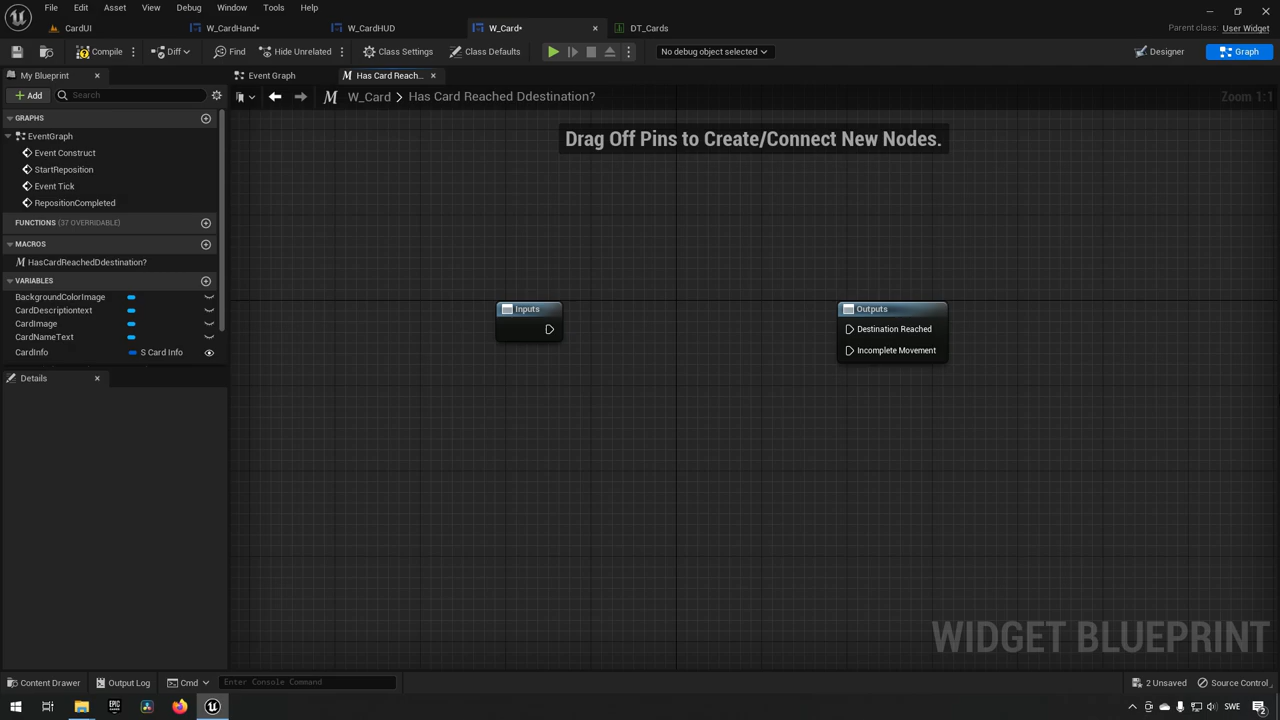 File Edit Asset View Debug Window Tools Help
CardUI W_CardHand* W_CardHUD W_Card* DT_Cards Parent class: User Widget
Compile Diff Find Hide Unrelated Class Settings Class Defaults No debug object selected Designer Graph
My Blueprint Event Graph Has Card Reach...
Add Search W_Card > Has Card Reached Ddestination? Zoom 1:1
GRAPHS
Drag Off Pins to Create/Connect New Nodes.
EventGraph
Event Construct
StartReposition
Event Tick
RepositionCompleted
FUNCTIONS (37 OVERRIDABLE)
MACROS
HasCardReachedDdestination?
VARIABLES
BackgroundColorImage
CardDescriptiontext
CardImage
CardNameText
CardInfo S Card Info
Details
Inputs
Outputs
Destination Reached
Incomplete Movement
WIDGET BLUEPRINT
Content Drawer Output Log Cmd Enter Console Command 2 Unsaved Source Control
EPIC GAMES SWE 2